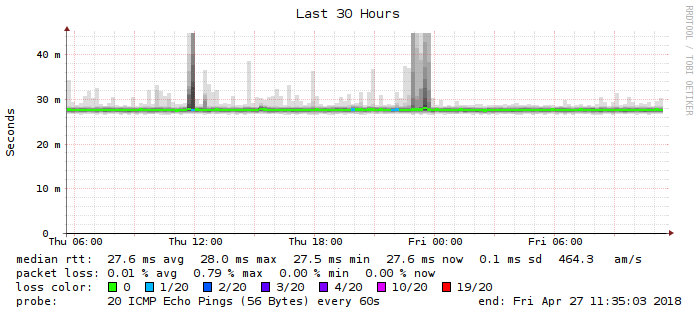 Last 30 Hours
RRDTOOL / TOBI OETIKER
Seconds
40 m
30 m
20 m
10 m
0
Thu 06:00 Thu 12:00 Thu 18:00 Fri 00:00 Fri 06:00
median rtt: 27.6 ms avg 28.0 ms max 27.5 ms min 27.6 ms now 0.1 ms sd 464.3 am/s
packet loss: 0.01 % avg 0.79 % max 0.00 % min 0.00 % now
loss color: 0 1/20 2/20 3/20 4/20 10/20 19/20
probe: 20 ICMP Echo Pings (56 Bytes) every 60s end: Fri Apr 27 11:35:03 2018